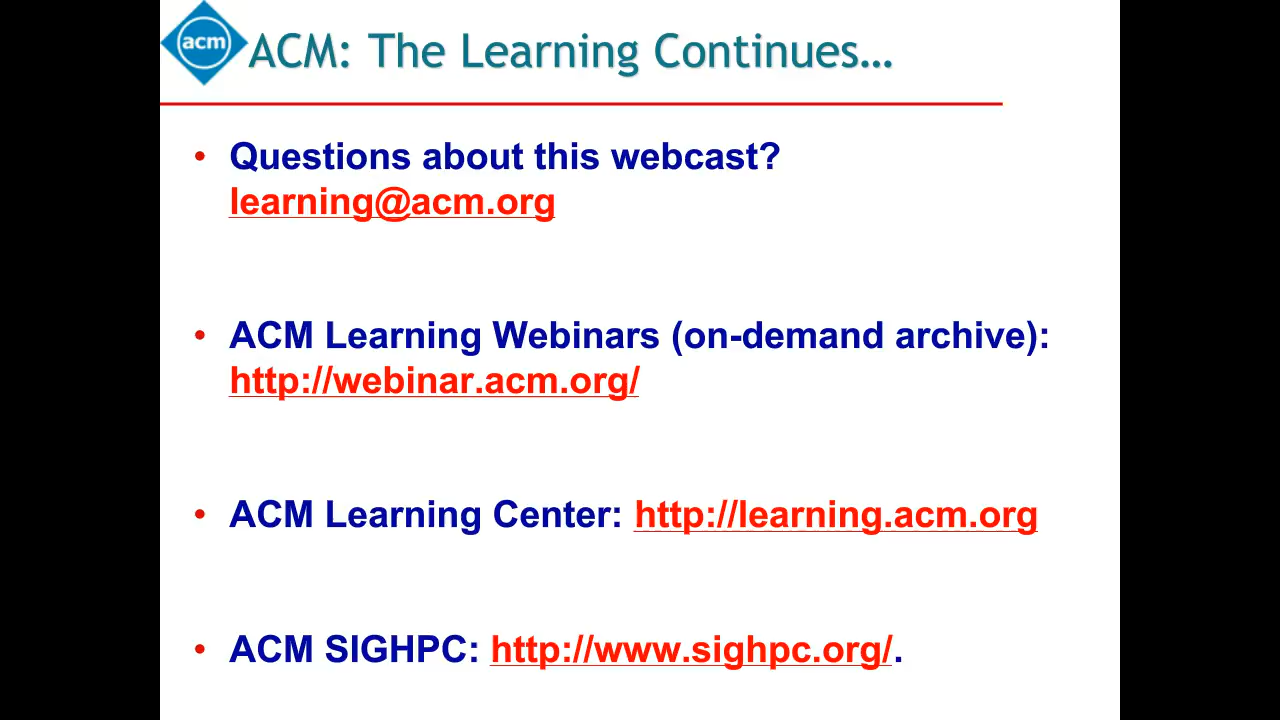 acm
ACM: The Learning Continues…
• Questions about this webcast?
learning@acm.org
• ACM Learning Webinars (on-demand archive):
http://webinar.acm.org/
• ACM Learning Center: http://learning.acm.org
• ACM SIGHPC: http://www.sighpc.org/.